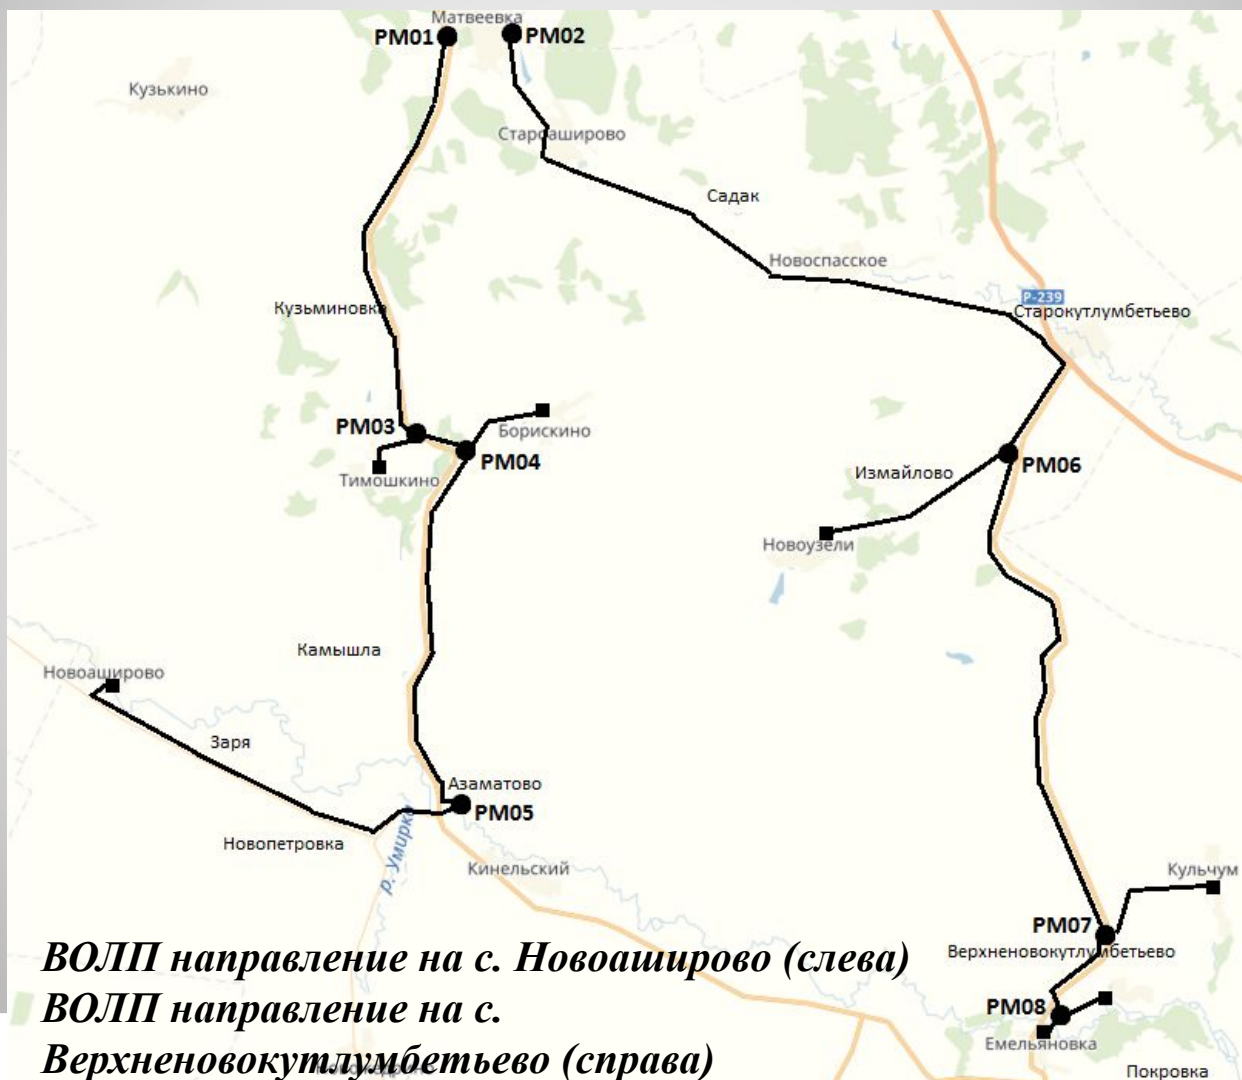 Матвеевка
РМ01
РМ02
Кузькино
Староаширово
Садак
Новоспасское
Р-239
Старокутлумбетьево
Кузьминовка
РМ03
Борискино
РМ04
Тимошкино
РМ06
Измайлово
Новоузели
Камышла
Новоаширово
Заря
Азаматово
РМ05
Новопетровка
р. Умирка
Кинельский
Кульчум
РМ07
Верхненовокутлумбетьево
РМ08
Емельяновка
Покровка
ВОЛП направление на с. Новоаширово (слева)
ВОЛП направление на с.
Верхненовокутлумбетьево (справа)